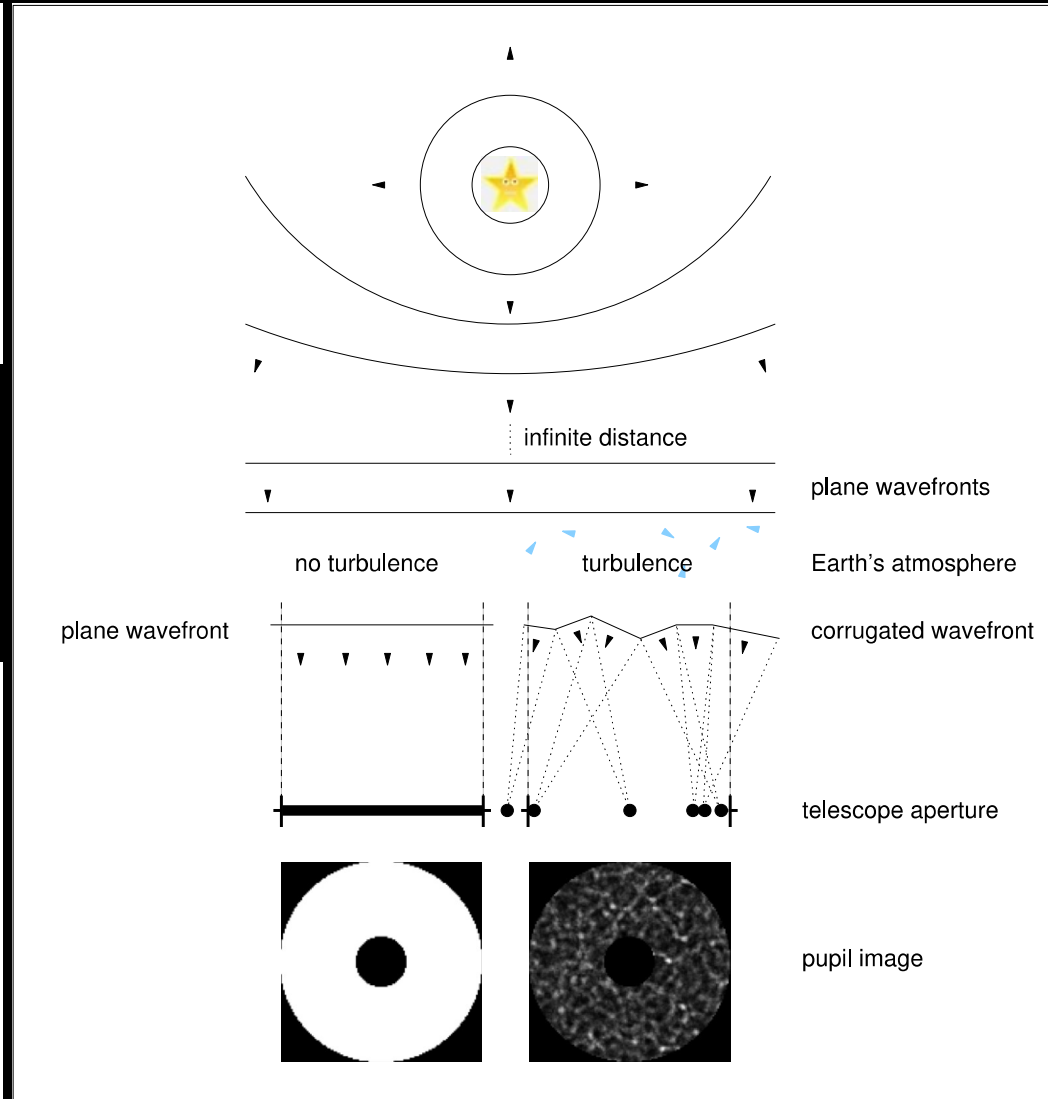 infinite distance
plane wavefronts
no turbulence
turbulence
Earth's atmosphere
plane wavefront
corrugated wavefront
telescope aperture
pupil image